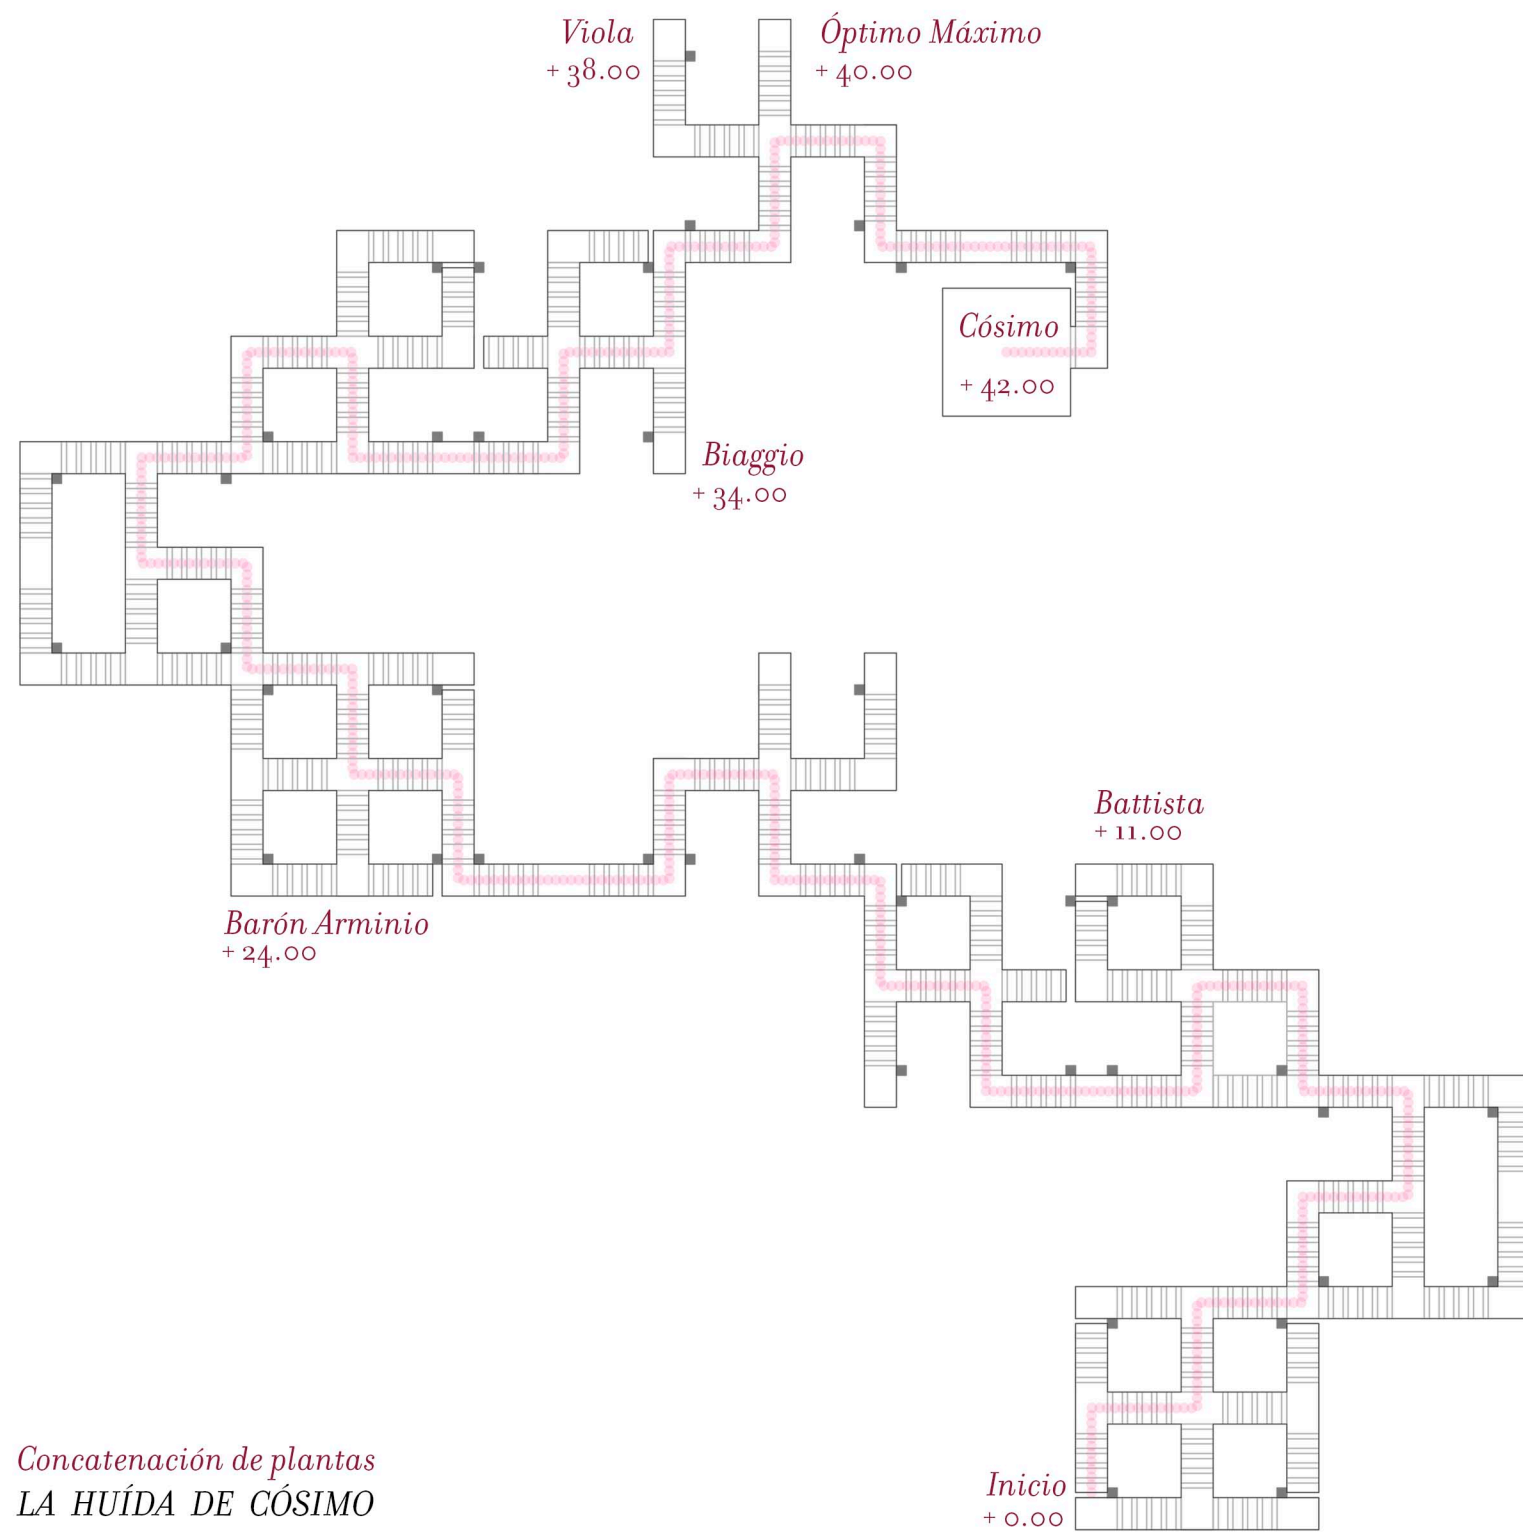 Viola
+ 38.00
Óptimo Máximo
+ 40.00
Cósimo
+ 42.00
Biaggio
+ 34.00
Battista
+ 11.00
Barón Arminio
+ 24.00
Inicio
+ 0.00
Concatenación de plantas
LA HUÍDA DE CÓSIMO